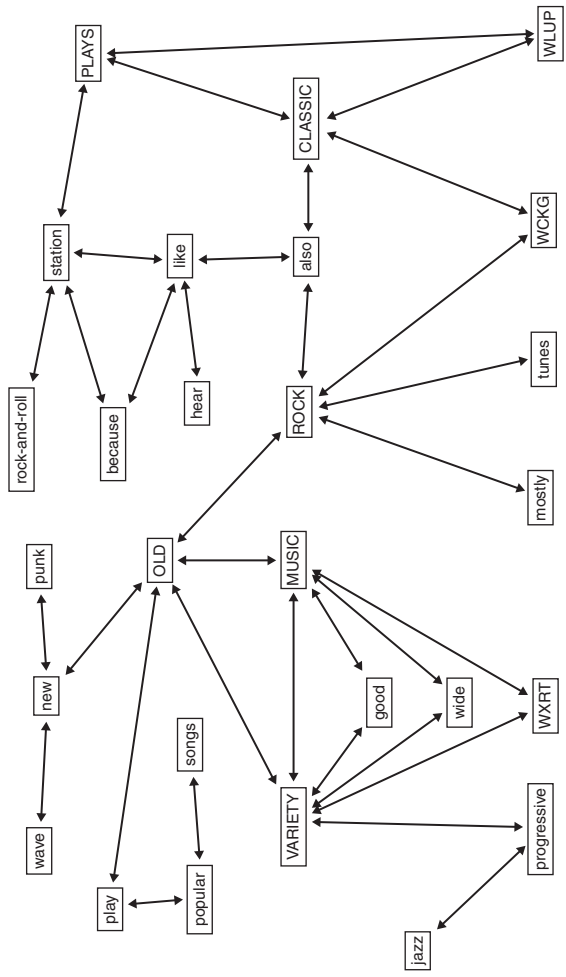 rock-and-roll
wave
new
punk
station
PLAYS
play
because
OLD
like
popular
songs
hear
VARIETY
MUSIC
ROCK
also
CLASSIC
good
jazz
wide
progressive
WXRT
mostly
tunes
WCKG
WLUP